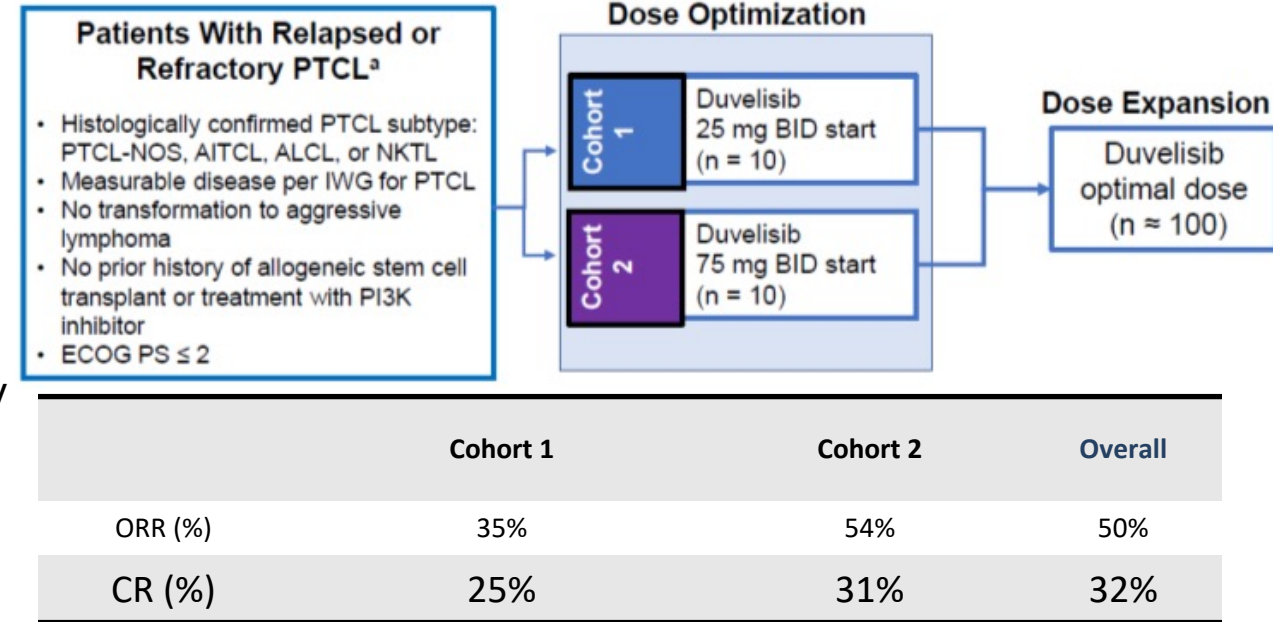 Patients With Relapsed or
Refractory PTCLª
• Histologically confirmed PTCL subtype:
PTCL-NOS, AITCL, ALCL, or NKTL
• Measurable disease per IWG for PTCL
• No transformation to aggressive
lymphoma
• No prior history of allogeneic stem cell
transplant or treatment with PI3K
inhibitor
• ECOG PS ≤ 2
Dose Optimization
Cohort
1
Duvelisib
25 mg BID start
(n = 10)
Cohort
2
Duvelisib
75 mg BID start
(n = 10)
Dose Expansion
Duvelisib
optimal dose
(n ≈ 100)
Cohort 1 Cohort 2 Overall
ORR (%) 35% 54% 50%
CR (%) 25% 31% 32%